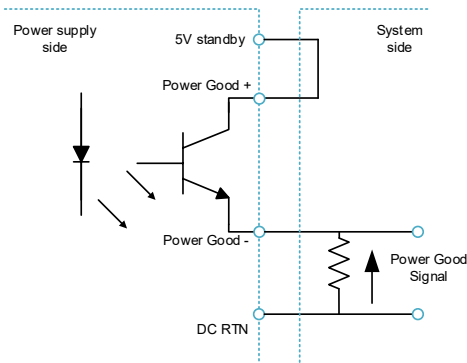 Power supply
side
5V standby
System
side
Power Good +
Power Good -
Power Good
Signal
DC RTN